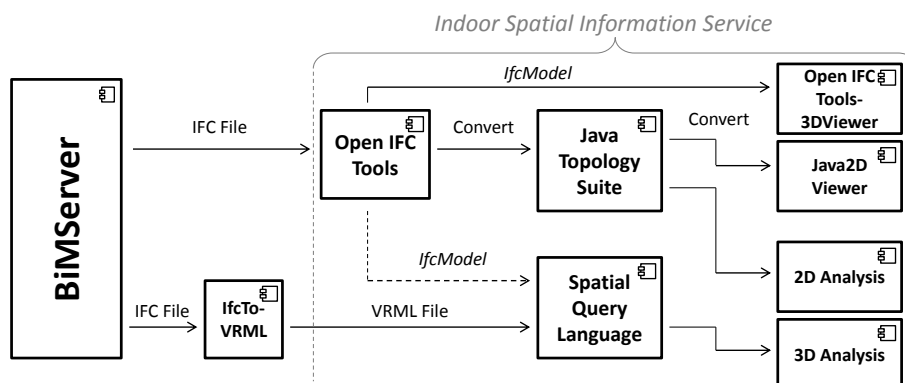 Indoor Spatial Information Service
BiMServer
IFC File
Open IFC
Tools
IfcModel
Convert
Java
Topology
Suite
Convert
Open IFC
Tools-
3DViewer
Java2D
Viewer
IfcModel
2D Analysis
IFC File
IfcTo-
VRML
VRML File
Spatial
Query
Language
3D Analysis